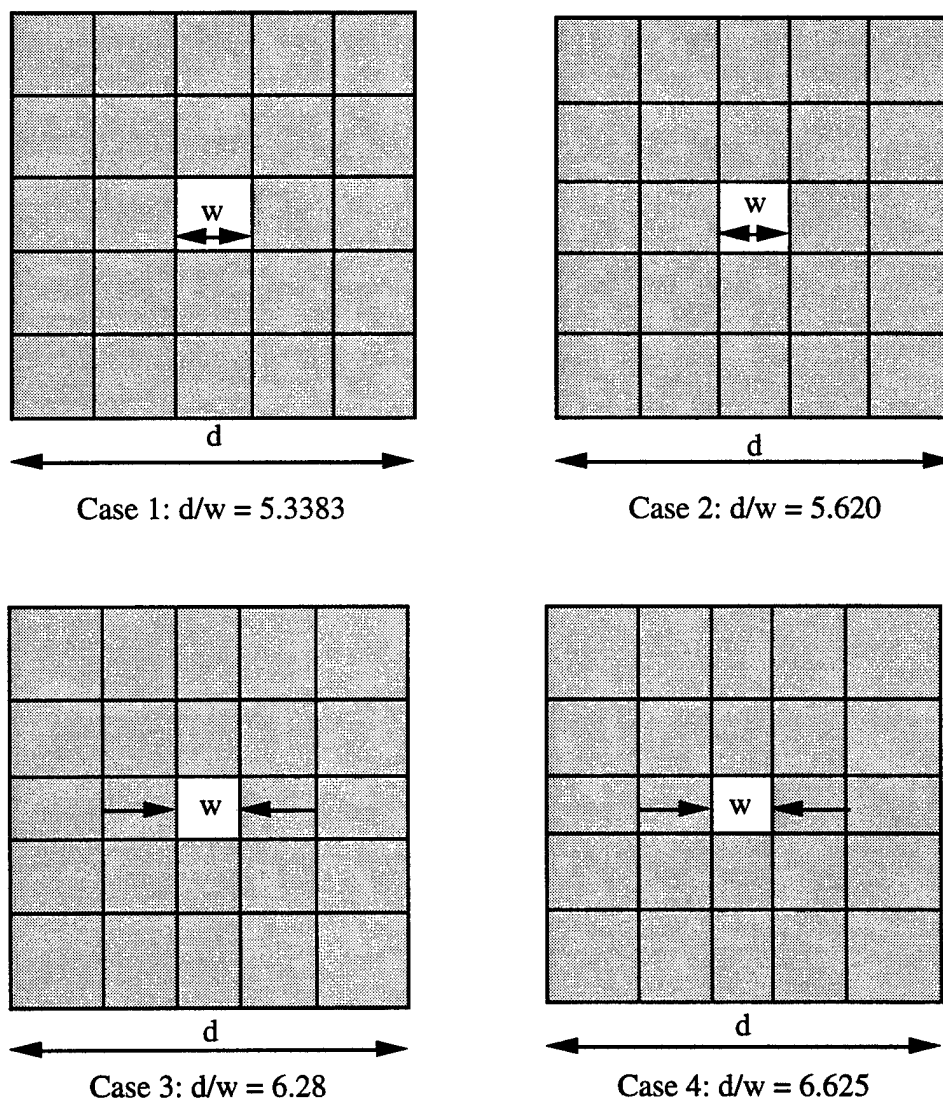 w
w
d
d
Case 1: d/w = 5.3383
Case 2: d/w = 5.620
w
w
d
d
Case 3: d/w = 6.28
Case 4: d/w = 6.625